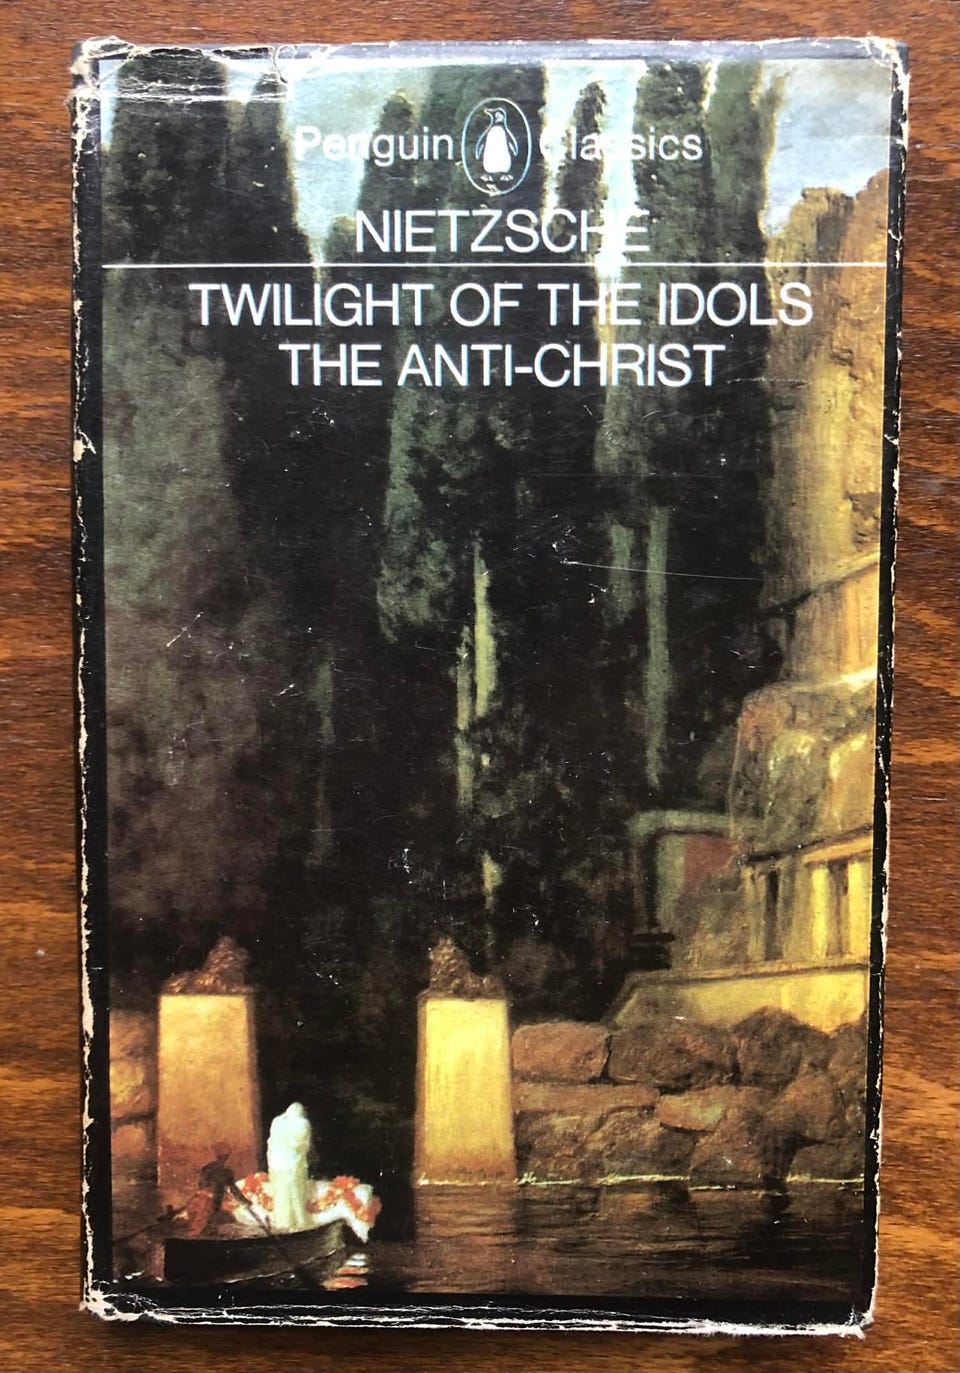 Penguin Classics
NIETZSCHE
TWILIGHT OF THE IDOLS
THE ANTI-CHRIST